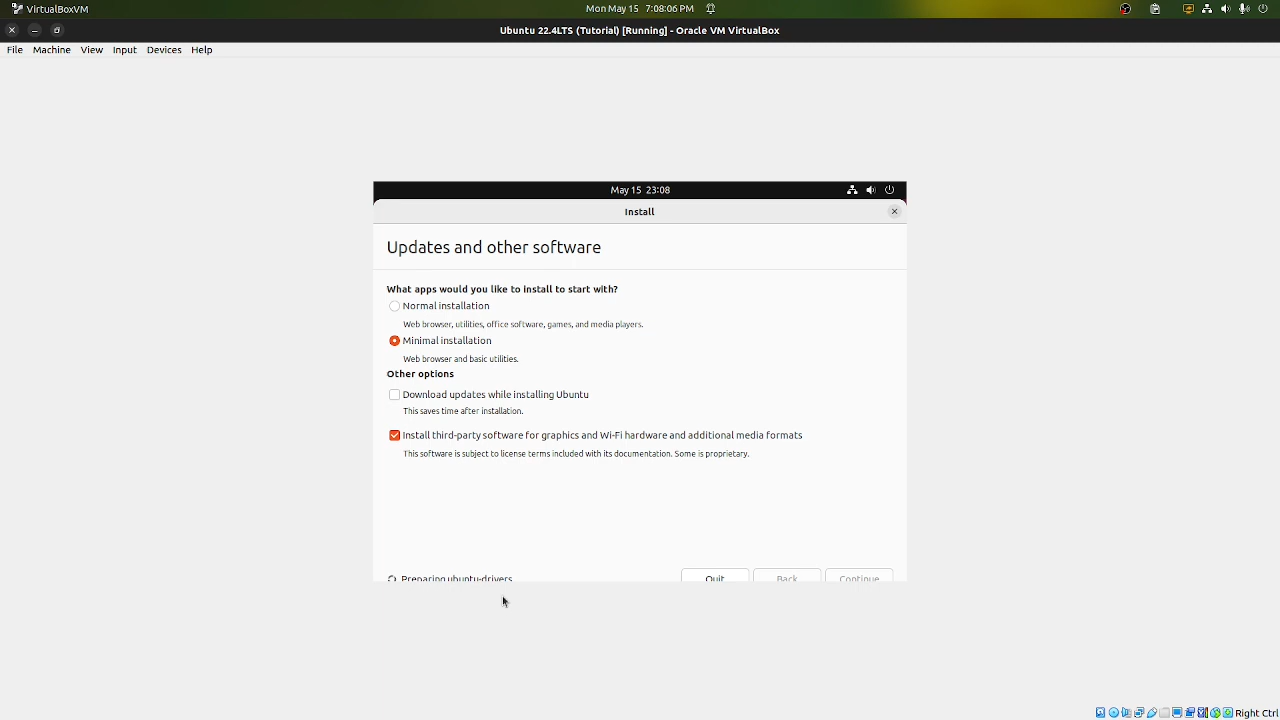 VirtualBoxVM
Mon May 15 7:08:06 PM
Ubuntu 22.4LTS (Tutorial) [Running] - Oracle VM VirtualBox
File Machine View Input Devices Help
May 15 23:08
Install
Updates and other software
What apps would you like to install to start with?
Normal installation
Web browser, utilities, office software, games, and media players.
Minimal installation
Web browser and basic utilities.
Other options
Download updates while installing Ubuntu
This saves time after installation.
Install third-party software for graphics and Wi-Fi hardware and additional media formats
This software is subject to license terms included with its documentation. Some is proprietary.
Preparing ubuntu-drivers Quit Back Continue
Right Ctrl